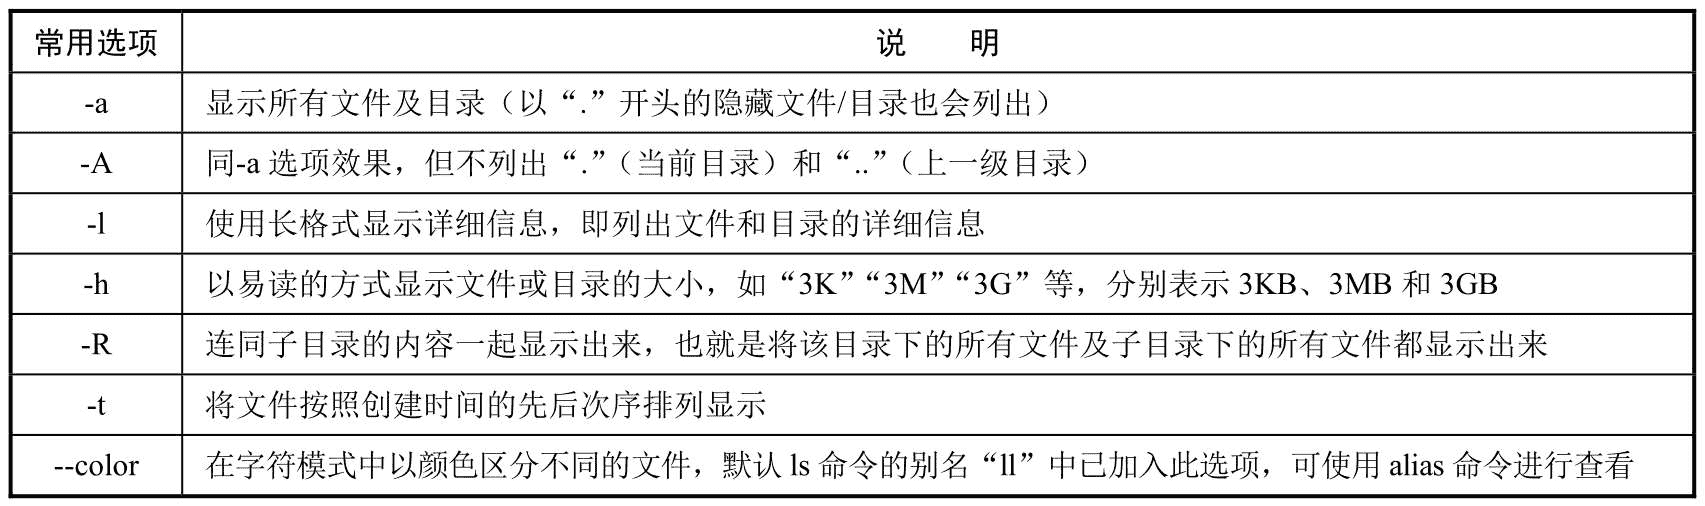 常用选项 说 明
-a 显示所有文件及目录（以“.”开头的隐藏文件/目录也会列出）
-A 同-a 选项效果，但不列出“.”（当前目录）和“..”（上一级目录）
-l 使用长格式显示详细信息，即列出文件和目录的详细信息
-h 以易读的方式显示文件或目录的大小，如“3K”“3M”“3G”等，分别表示 3KB、3MB 和 3GB
-R 连同子目录的内容一起显示出来，也就是将该目录下的所有文件及子目录下的所有文件都显示出来
-t 将文件按照创建时间的先后次序排列显示
--color 在字符模式中以颜色区分不同的文件，默认 ls 命令的别名“ll”中已加入此选项，可使用 alias 命令进行查看